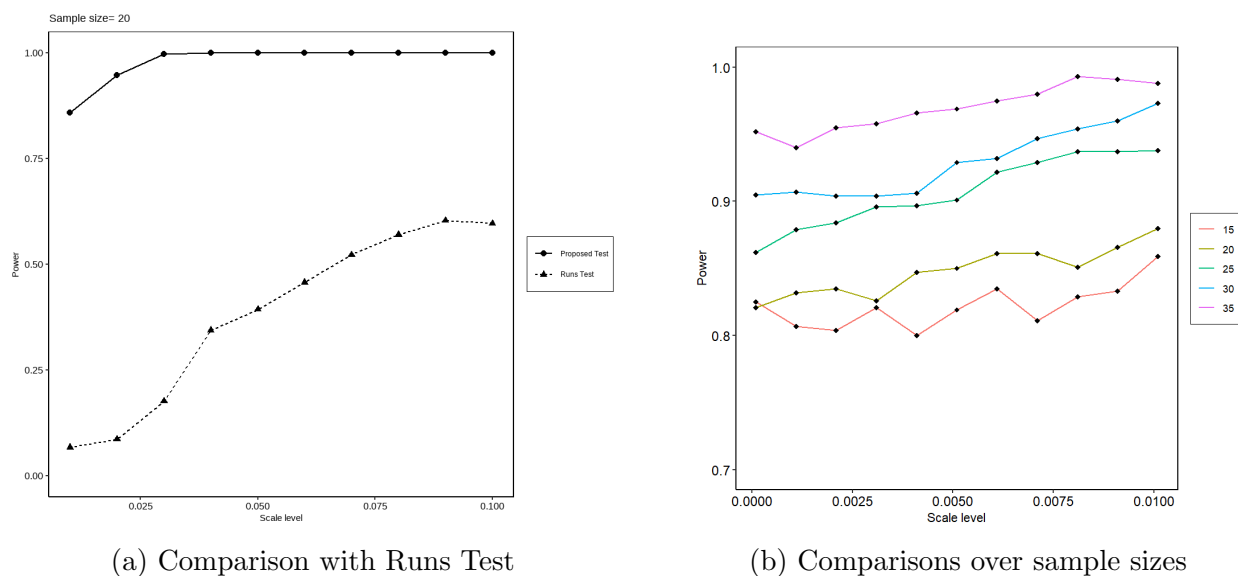 Sample size= 20
1.00
0.75
0.50
0.25
0.00
Power
0.025
0.050
0.075
0.100
Scale level
Proposed Test
Runs Test
(a) Comparison with Runs Test
1.0
0.9
0.8
0.7
Power
0.0000
0.0025
0.0050
0.0075
0.0100
Scale level
15
20
25
30
35
(b) Comparisons over sample sizes